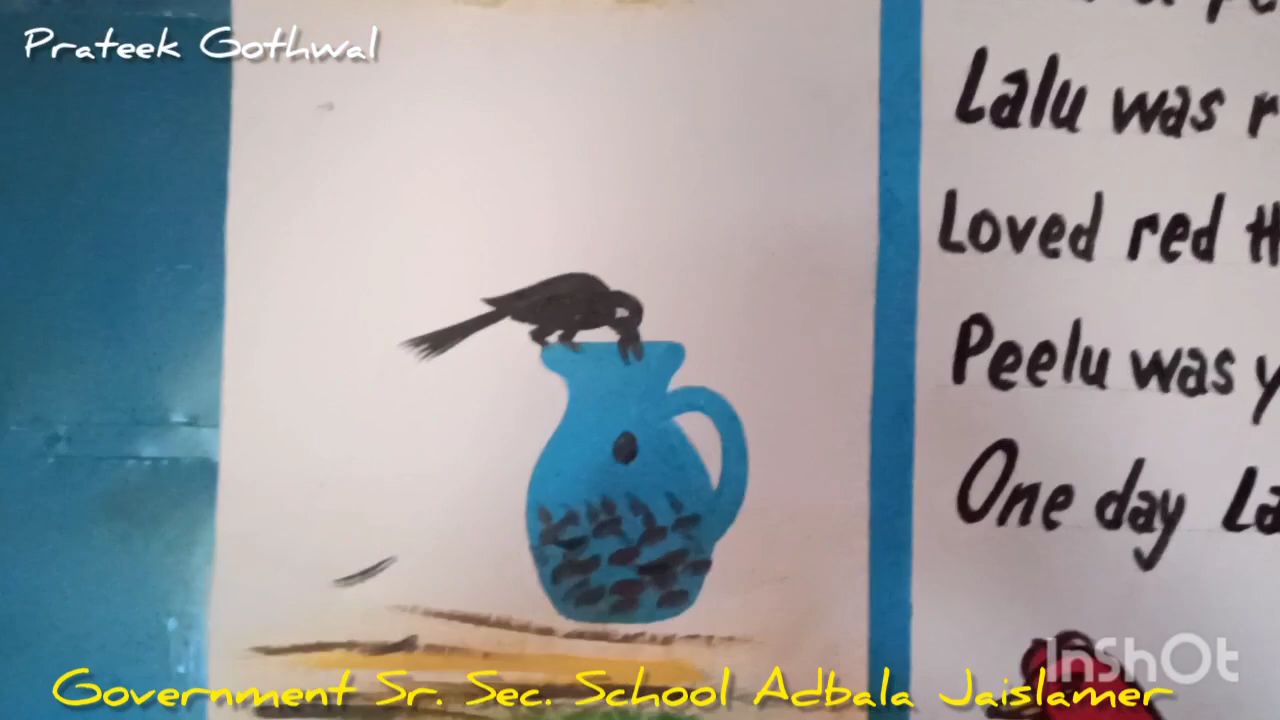 Prateek Gothwal
Lalu was
Loved red
Peelu was
One day
InShOt
Government Sr. Sec. School Adbala Jaislamer